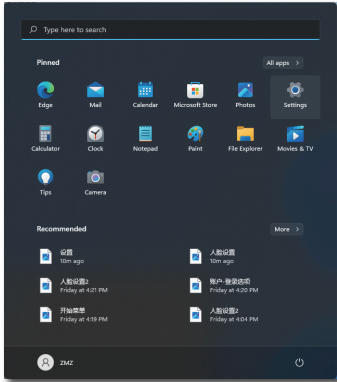 Type here to search
Pinned
All apps >
Edge
Mail
Calendar
Microsoft Store
Photos
Settings
Calculator
Clock
Notepad
Paint
File Explorer
Movies & TV
Tips
Camera
Recommended
More >
设置
10m ago
人脸设置
10m ago
人脸设置2
Friday at 4:21 PM
账户-登录选项
Friday at 4:20 PM
开始菜单
Friday at 4:19 PM
人脸设置2
Friday at 4:04 PM
ZMZ